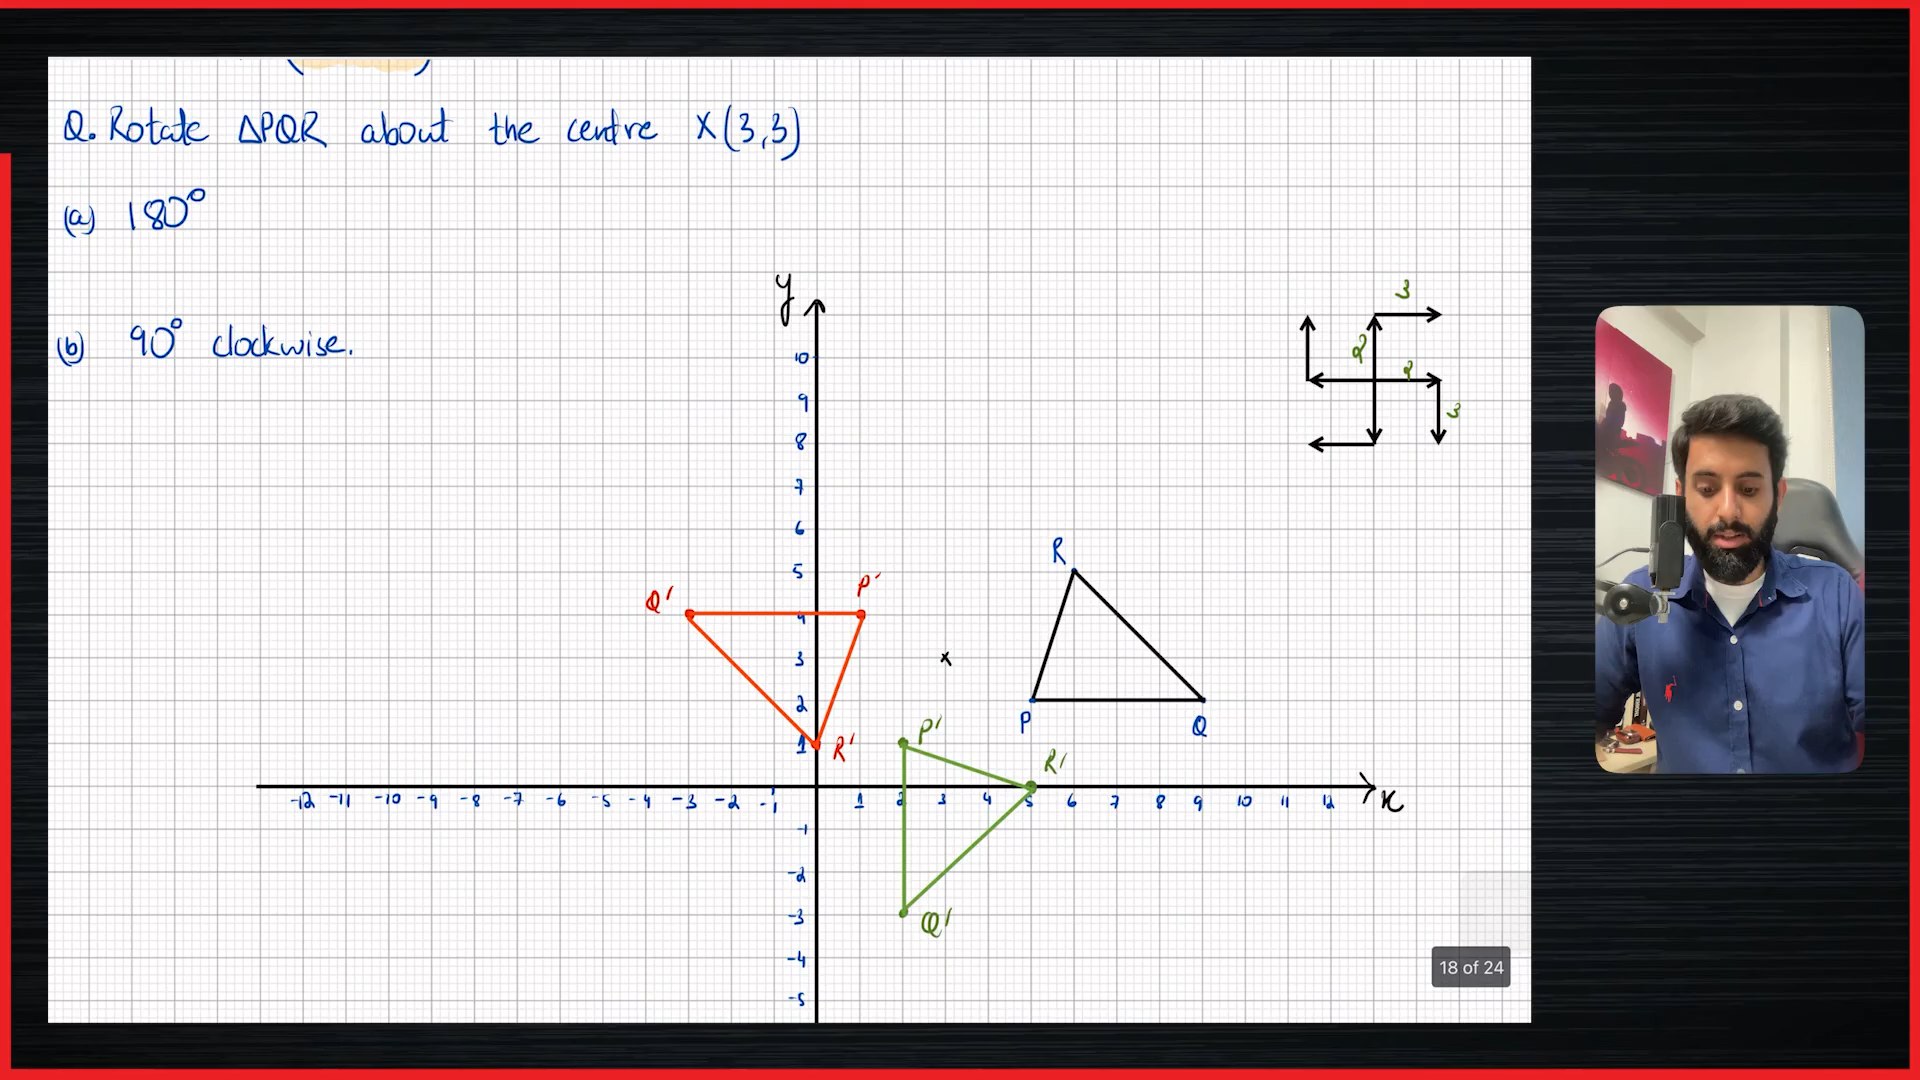 Q. Rotate ΔPQR about the centre X(3,3)
(a) 180°
(b) 90° clockwise.
y
3
2
2
3
10
9
8
7
6
5
4
3
2
1
R
Q'
P'
x
P
Q
R'
P'
R'
-12 -11 -10 -9 -8 -7 -6 -5 -4 -3 -2 -1 1 2 3 4 5 6 7 8 9 10 11 12 x
-1
-2
-3
-4
-5
Q'
18 of 24